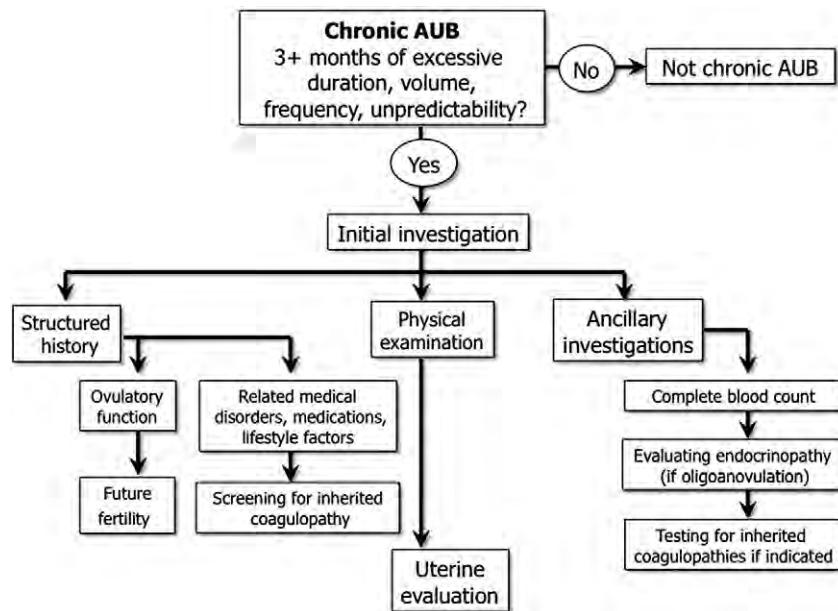 Chronic AUB
3+ months of excessive
duration, volume,
frequency, unpredictability?
No
Not chronic AUB
Yes
Initial investigation
Structured
history
Physical
examination
Ancillary
investigations
Ovulatory
function
Related medical
disorders, medications,
lifestyle factors
Complete blood count
Evaluating endocrinopathy
(if oligoanovulation)
Future
fertility
Screening for inherited
coagulopathy
Testing for inherited
coagulopathies if indicated
Uterine
evaluation